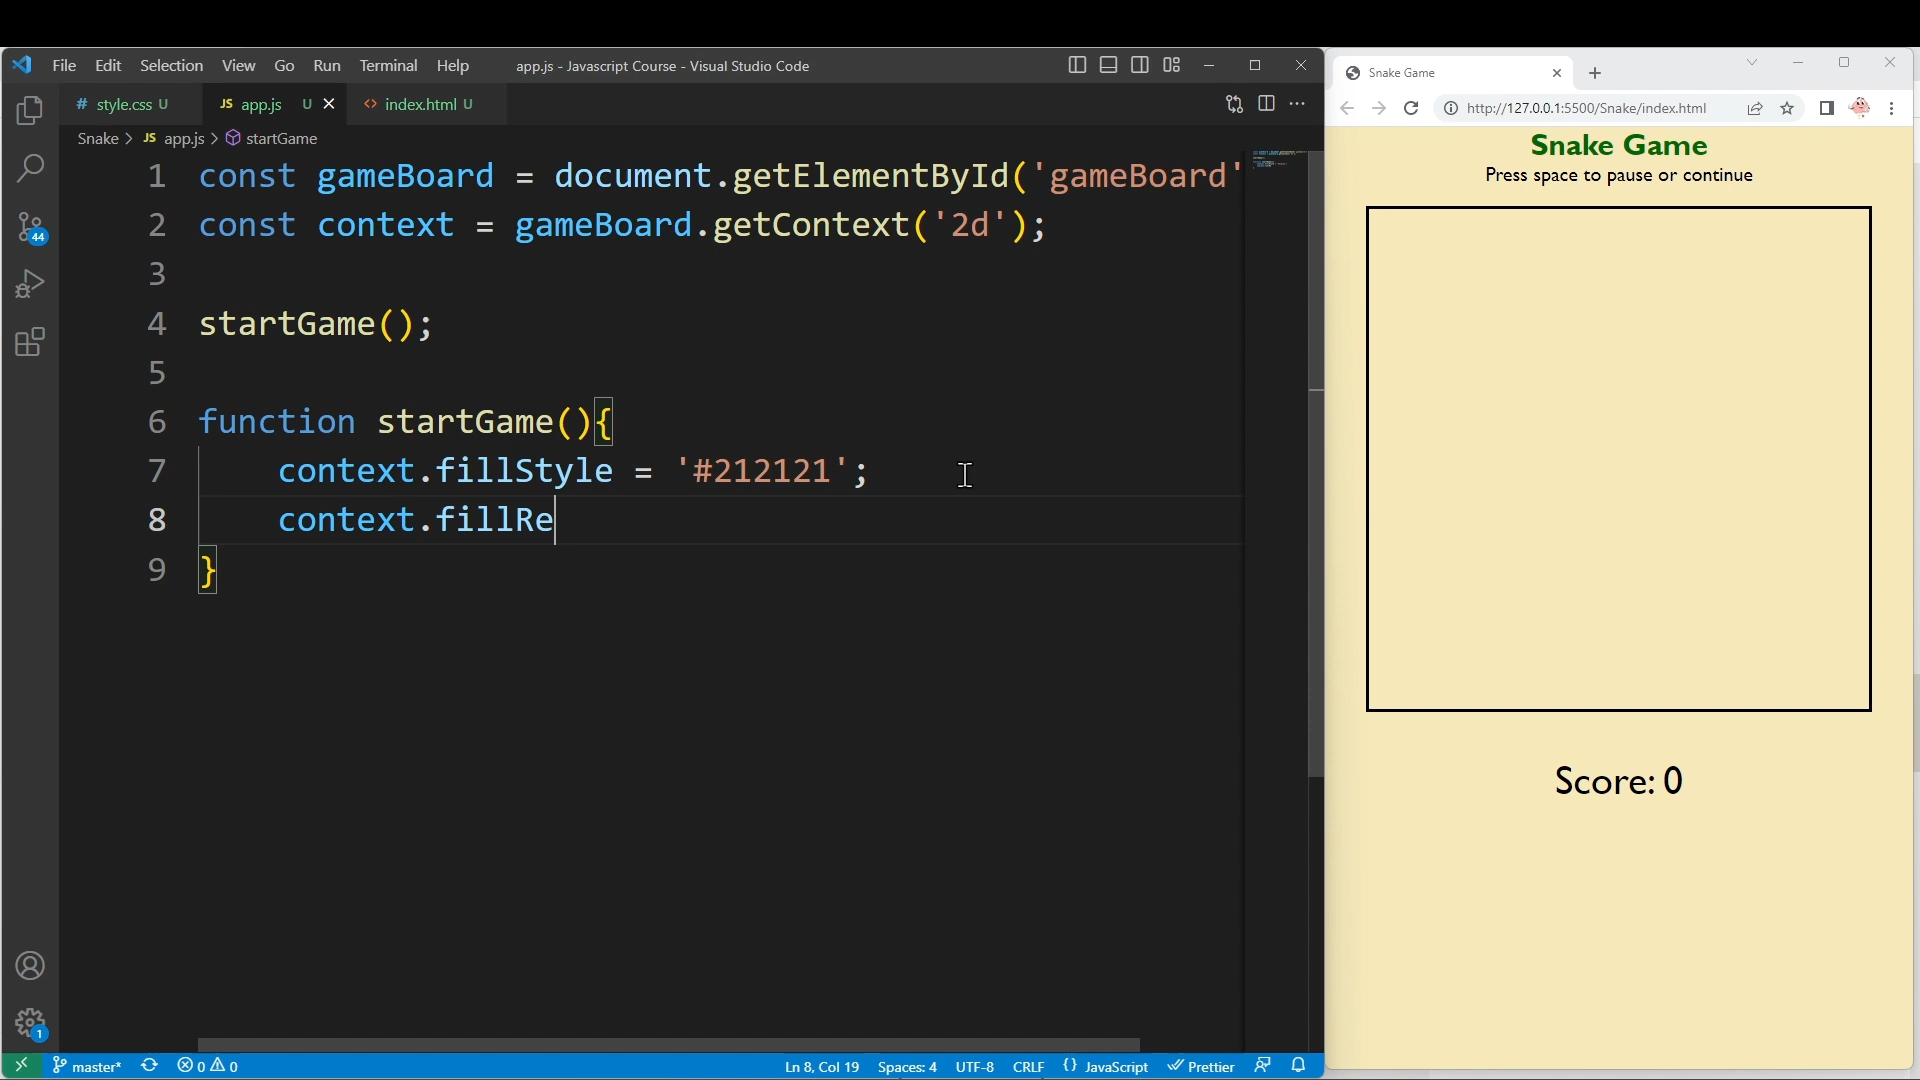 File Edit Selection View Go Run Terminal Help app.js - Javascript Course - Visual Studio Code
# style.css U JS app.js U <> index.html U
Snake > JS app.js > startGame
1 const gameBoard = document.getElementById('gameBoard'
2 const context = gameBoard.getContext('2d');
3
4 startGame();
5
6 function startGame(){
7 context.fillStyle = '#212121';
8 context.fillRe
9 }
44
1
master* 0 0 Ln 8, Col 19 Spaces: 4 UTF-8 CRLF {} JavaScript Prettier
Snake Game
http://127.0.0.1:5500/Snake/index.html
Snake Game
Press space to pause or continue
Score: 0